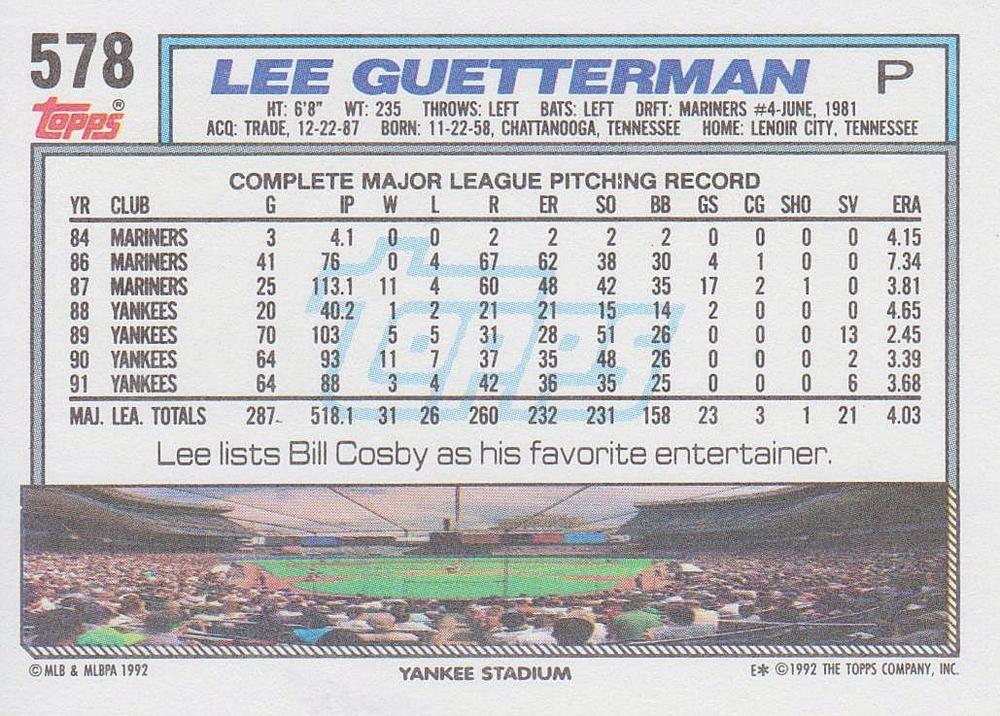 578
Topps®
LEE GUETTERMAN P
HT: 6'8" WT: 235 THROWS: LEFT BATS: LEFT DRFT: MARINERS #4-JUNE, 1981
ACQ: TRADE, 12-22-87 BORN: 11-22-58, CHATTANOOGA, TENNESSEE HOME: LENOIR CITY, TENNESSEE
COMPLETE MAJOR LEAGUE PITCHING RECORD
YR CLUB G IP W L R ER SO BB GS CG SHO SV ERA
84 MARINERS 3 4.1 0 0 2 2 2 2 0 0 0 0 4.15
86 MARINERS 41 76 0 4 67 62 38 30 4 1 0 0 7.34
87 MARINERS 25 113.1 11 4 60 48 42 35 17 2 1 0 3.81
88 YANKEES 20 40.2 1 2 21 21 15 14 2 0 0 0 4.65
89 YANKEES 70 103 5 5 31 28 51 26 0 0 0 13 2.45
90 YANKEES 64 93 11 7 37 35 48 26 0 0 0 2 3.39
91 YANKEES 64 88 3 4 42 36 35 25 0 0 0 6 3.68
MAJ. LEA. TOTALS 287 518.1 31 26 260 232 231 158 23 3 1 21 4.03
Topps
Lee lists Bill Cosby as his favorite entertainer.
© MLB & MLBPA 1992
YANKEE STADIUM
E* © 1992 THE TOPPS COMPANY, INC.